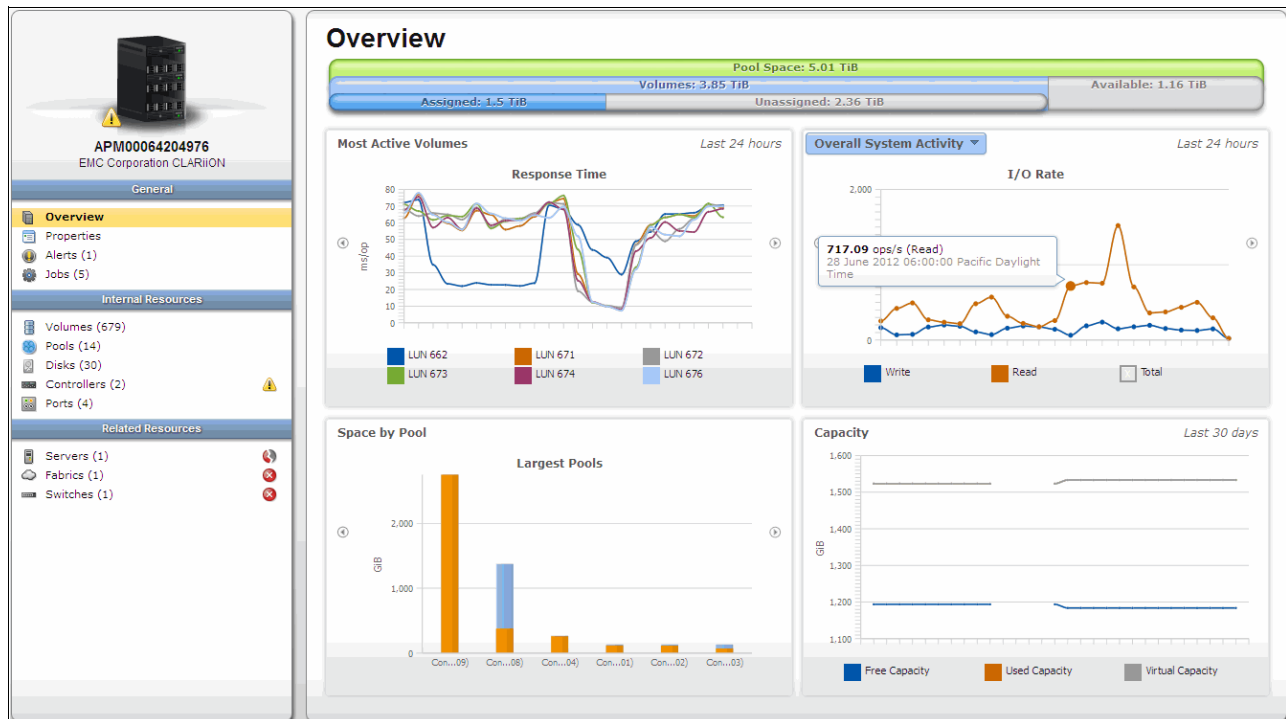 APM00064204976
EMC Corporation CLARiiON
General
Overview
Properties
Alerts (1)
Jobs (5)
Internal Resources
Volumes (679)
Pools (14)
Disks (30)
Controllers (2)
Ports (4)
Related Resources
Servers (1)
Fabrics (1)
Switches (1)
Overview
Pool Space: 5.01 TiB
Volumes: 3.85 TiB
Available: 1.16 TiB
Assigned: 1.5 TiB
Unassigned: 2.36 TiB
Most Active Volumes
Last 24 hours
Response Time
80
70
60
50
40
30
20
10
0
ms/op
LUN 662
LUN 671
LUN 672
LUN 673
LUN 674
LUN 676
Overall System Activity
Last 24 hours
I/O Rate
2,000
0
717.09 ops/s (Read)
28 June 2012 06:00:00 Pacific Daylight
Time
Write
Read
Total
Space by Pool
Largest Pools
2,000
1,000
0
GiB
Con...09)
Con...08)
Con...04)
Con...01)
Con...02)
Con...03)
Capacity
Last 30 days
1,600
1,500
1,400
1,300
1,200
1,100
GiB
Free Capacity
Used Capacity
Virtual Capacity